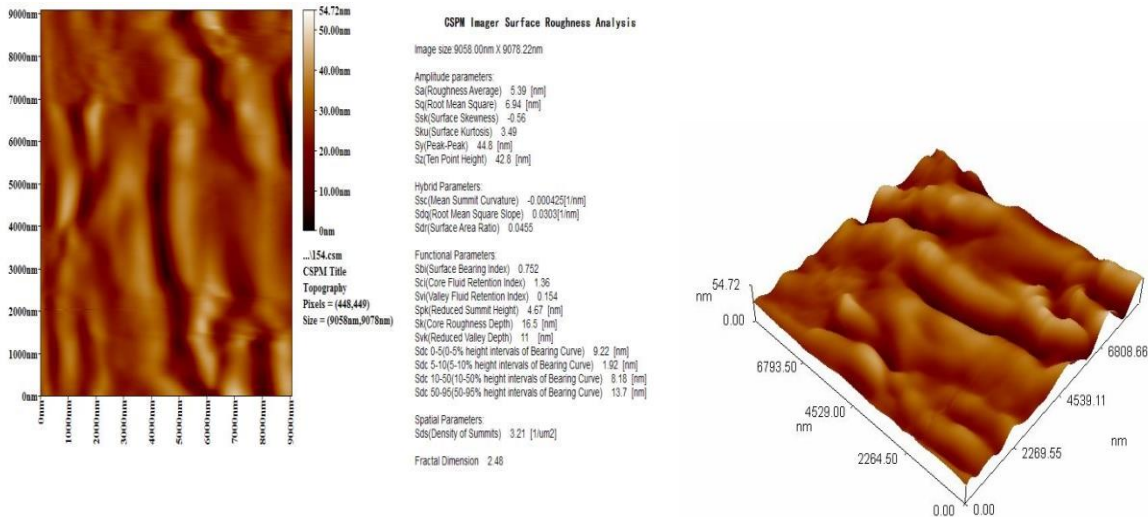 9000nm
8000nm
7000nm
6000nm
5000nm
4000nm
3000nm
2000nm
1000nm
0nm
0nm
1000nm
2000nm
3000nm
4000nm
5000nm
6000nm
7000nm
8000nm
9000nm
54.72nm
50.00nm
40.00nm
30.00nm
20.00nm
10.00nm
0nm
...\154.csm
CSPM Title
Topography
Pixels = (448,449)
Size = (9058nm,9078nm)
CSPM Imager Surface Roughness Analysis
Image size:9058.00nm X 9078.22nm
Amplitude parameters:
Sa(Roughness Average) 5.39 [nm]
Sq(Root Mean Square) 6.94 [nm]
Ssk(Surface Skewness) -0.56
Sku(Surface Kurtosis) 3.49
Sy(Peak-Peak) 44.8 [nm]
Sz(Ten Point Height) 42.8 [nm]
Hybrid Parameters:
Ssc(Mean Summit Curvature) -0.000425[1/nm]
Sdq(Root Mean Square Slope) 0.0303[1/nm]
Sdr(Surface Area Ratio) 0.0455
Functional Parameters:
Sbi(Surface Bearing Index) 0.752
Sci(Core Fluid Retention Index) 1.36
Svi(Valley Fluid Retention Index) 0.154
Spk(Reduced Summit Height) 4.67 [nm]
Sk(Core Roughness Depth) 16.5 [nm]
Svk(Reduced Valley Depth) 11 [nm]
Sdc 0-5(0-5% height intervals of Bearing Curve) 9.22 [nm]
Sdc 5-10(5-10% height intervals of Bearing Curve) 1.92 [nm]
Sdc 10-50(10-50% height intervals of Bearing Curve) 8.18 [nm]
Sdc 50-95(50-95% height intervals of Bearing Curve) 13.7 [nm]
Spatial Parameters:
Sds(Density of Summits) 3.21 [1/um2]
Fractal Dimension 2.48
54.72
nm
0.00
6793.50
4529.00
nm
2264.50
0.00
0.00
2269.55
nm
4539.11
6808.66